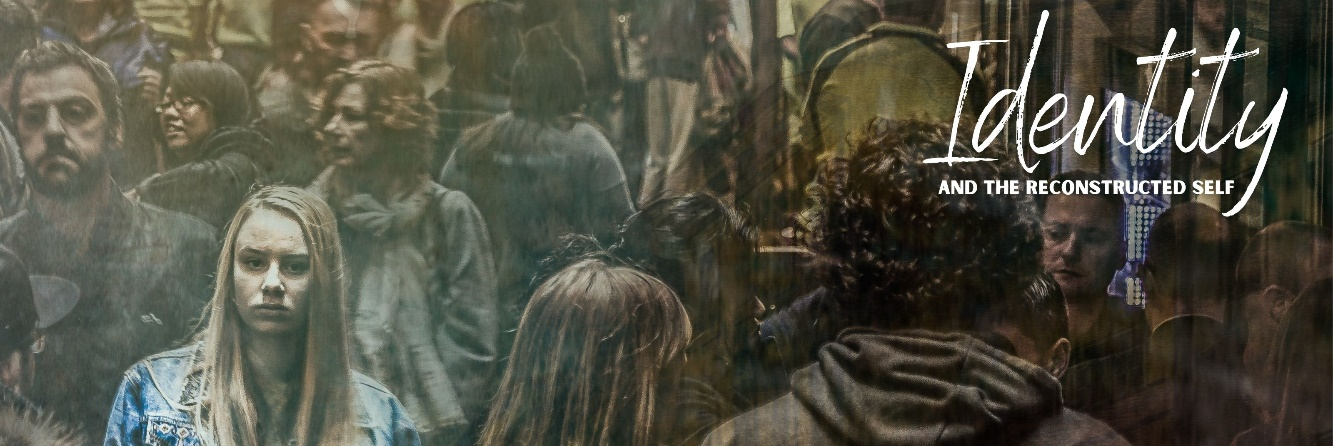 Identity
AND THE RECONSTRUCTED SELF